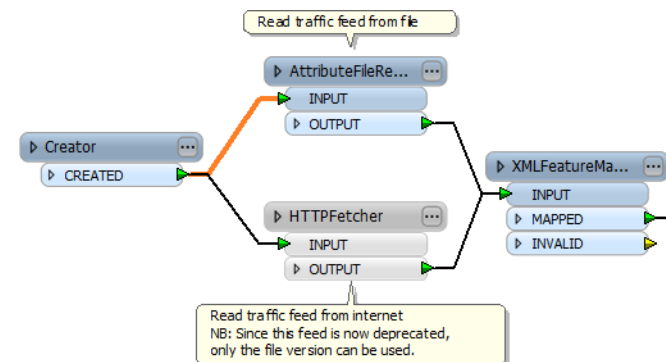 Read traffic feed from file
AttributeFileRe...
INPUT
OUTPUT
Creator
CREATED
XMLFeatureMa...
INPUT
MAPPED
INVALID
HTTPFetcher
INPUT
OUTPUT
Read traffic feed from internet
NB: Since this feed is now deprecated,
only the file version can be used.